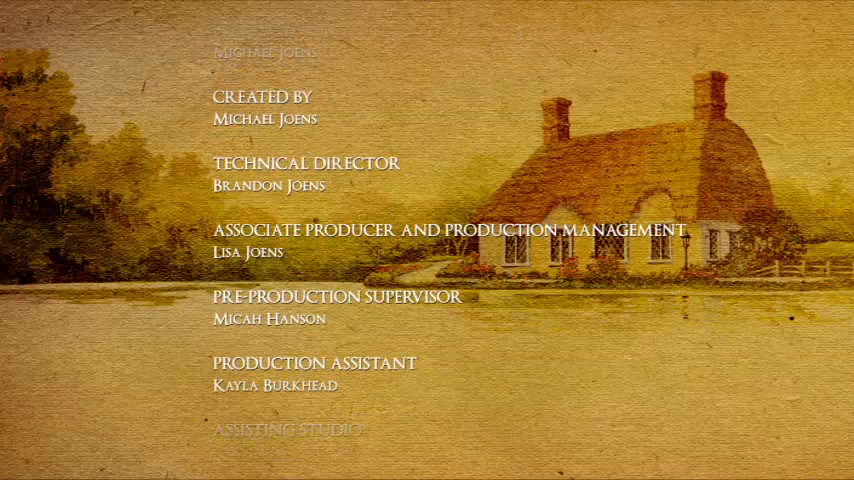 Michael Joens
CREATED BY
Michael Joens
TECHNICAL DIRECTOR
Brandon Joens
ASSOCIATE PRODUCER AND PRODUCTION MANAGEMENT
Lisa Joens
PRE-PRODUCTION SUPERVISOR
Micah Hanson
PRODUCTION ASSISTANT
Kayla Burkhead
ASSISTING STUDIO